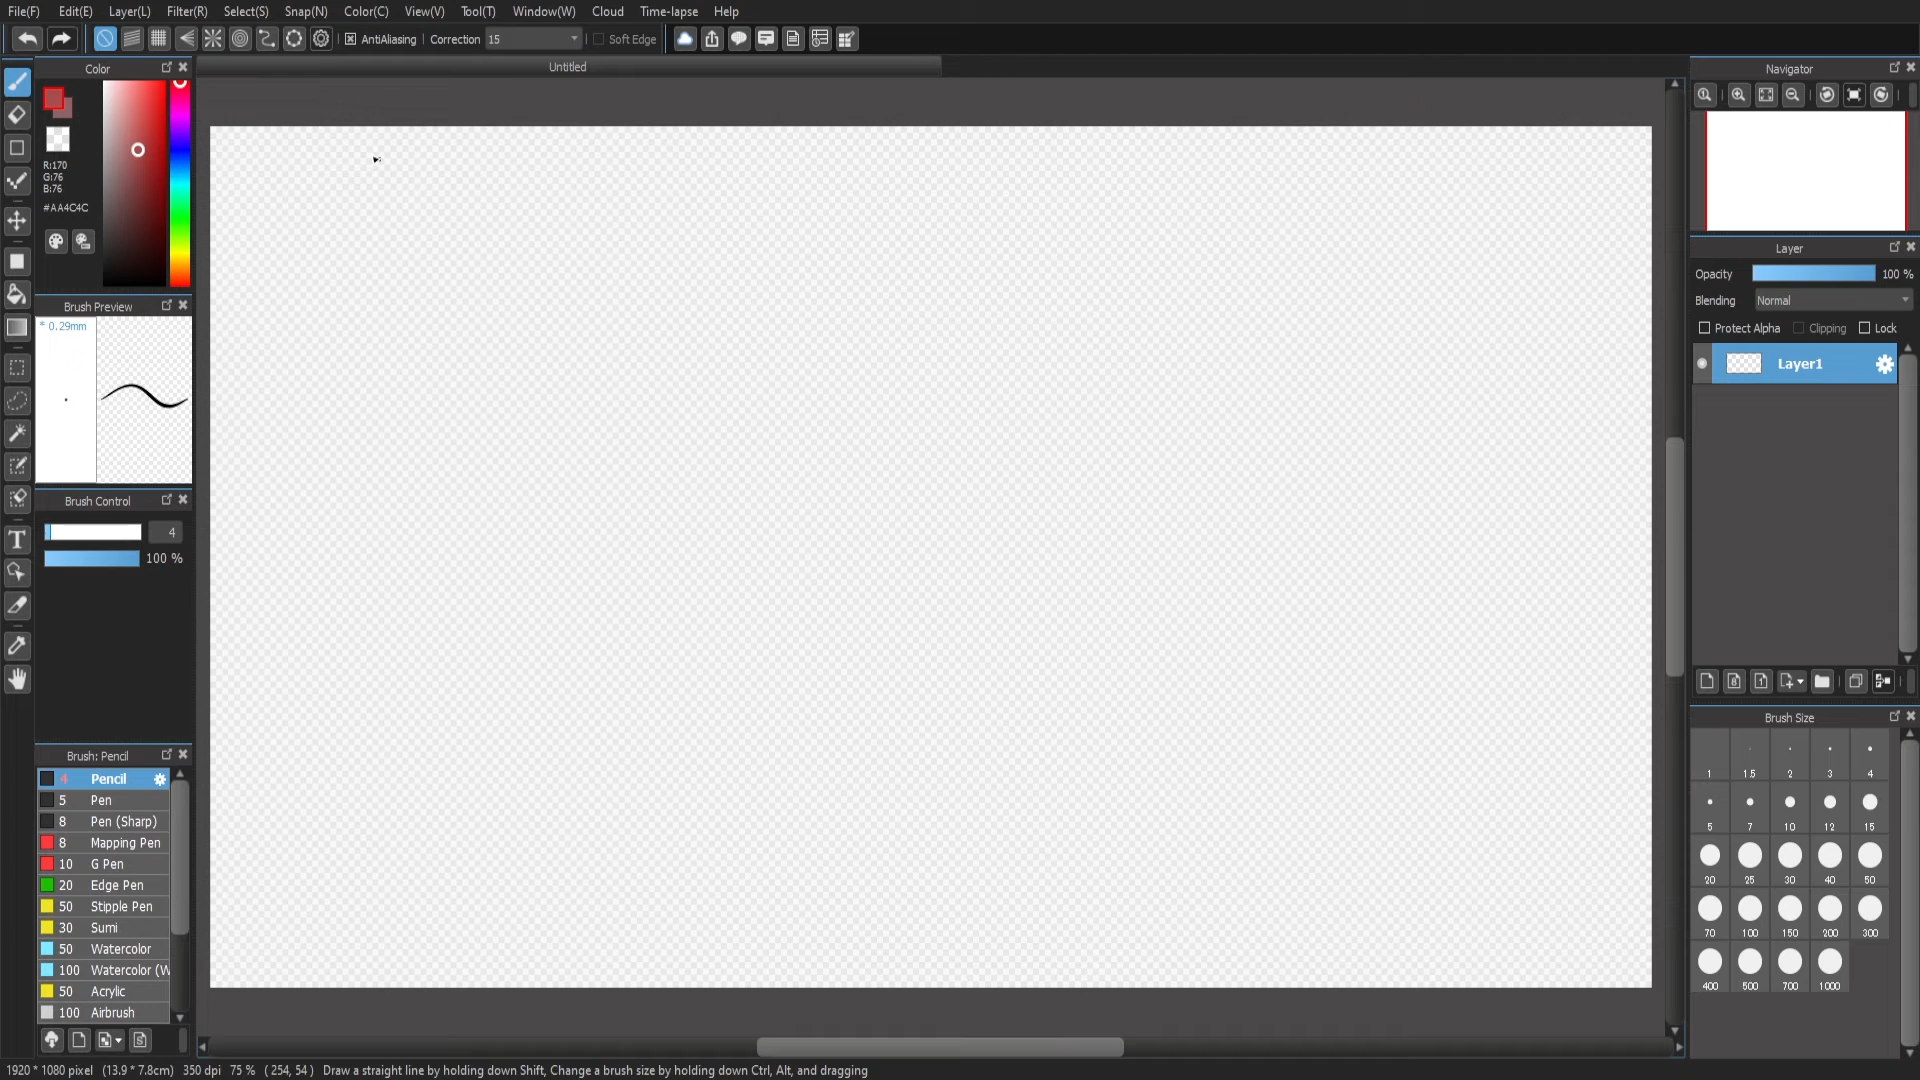 File(F) Edit(E) Layer(L) Filter(R) Select(S) Snap(N) Color(C) View(V) Tool(T) Window(W) Cloud Time-lapse Help
AntiAliasing Correction 15 Soft Edge
Color
R:170
G:76
B:76
#AA4C4C
Brush Preview
* 0.29mm
Brush Control
4
100 %
Brush: Pencil
4 Pencil
5 Pen
8 Pen (Sharp)
8 Mapping Pen
10 G Pen
20 Edge Pen
50 Stipple Pen
30 Sumi
50 Watercolor
100 Watercolor (W
50 Acrylic
100 Airbrush
Untitled
Navigator
Layer
Opacity 100 %
Blending Normal
Protect Alpha Clipping Lock
Layer1
Brush Size
1 1.5 2 3 4
5 7 10 12 15
20 25 30 40 50
70 100 150 200 300
400 500 700 1000
1920 * 1080 pixel (13.9 * 7.8cm) 350 dpi 75 % ( 254, 54 ) Draw a straight line by holding down Shift, Change a brush size by holding down Ctrl, Alt, and dragging